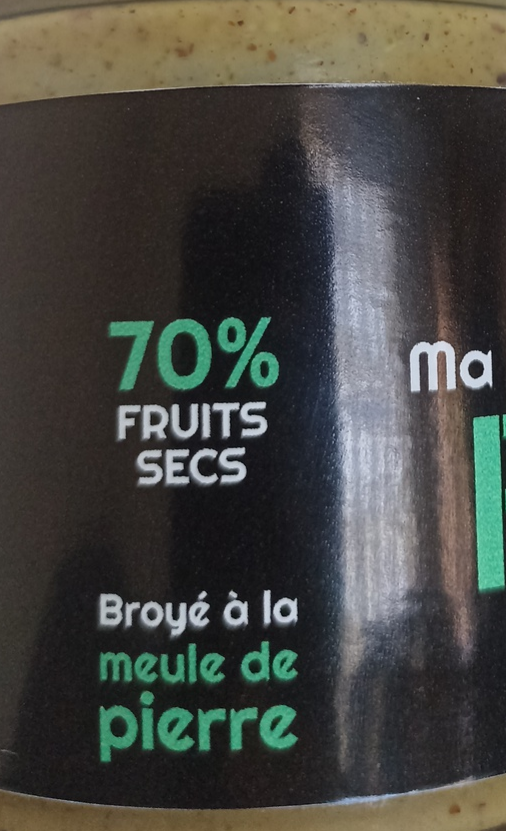 70%
FRUITS
SECS
Ma
Broyé à la
meule de
pierre